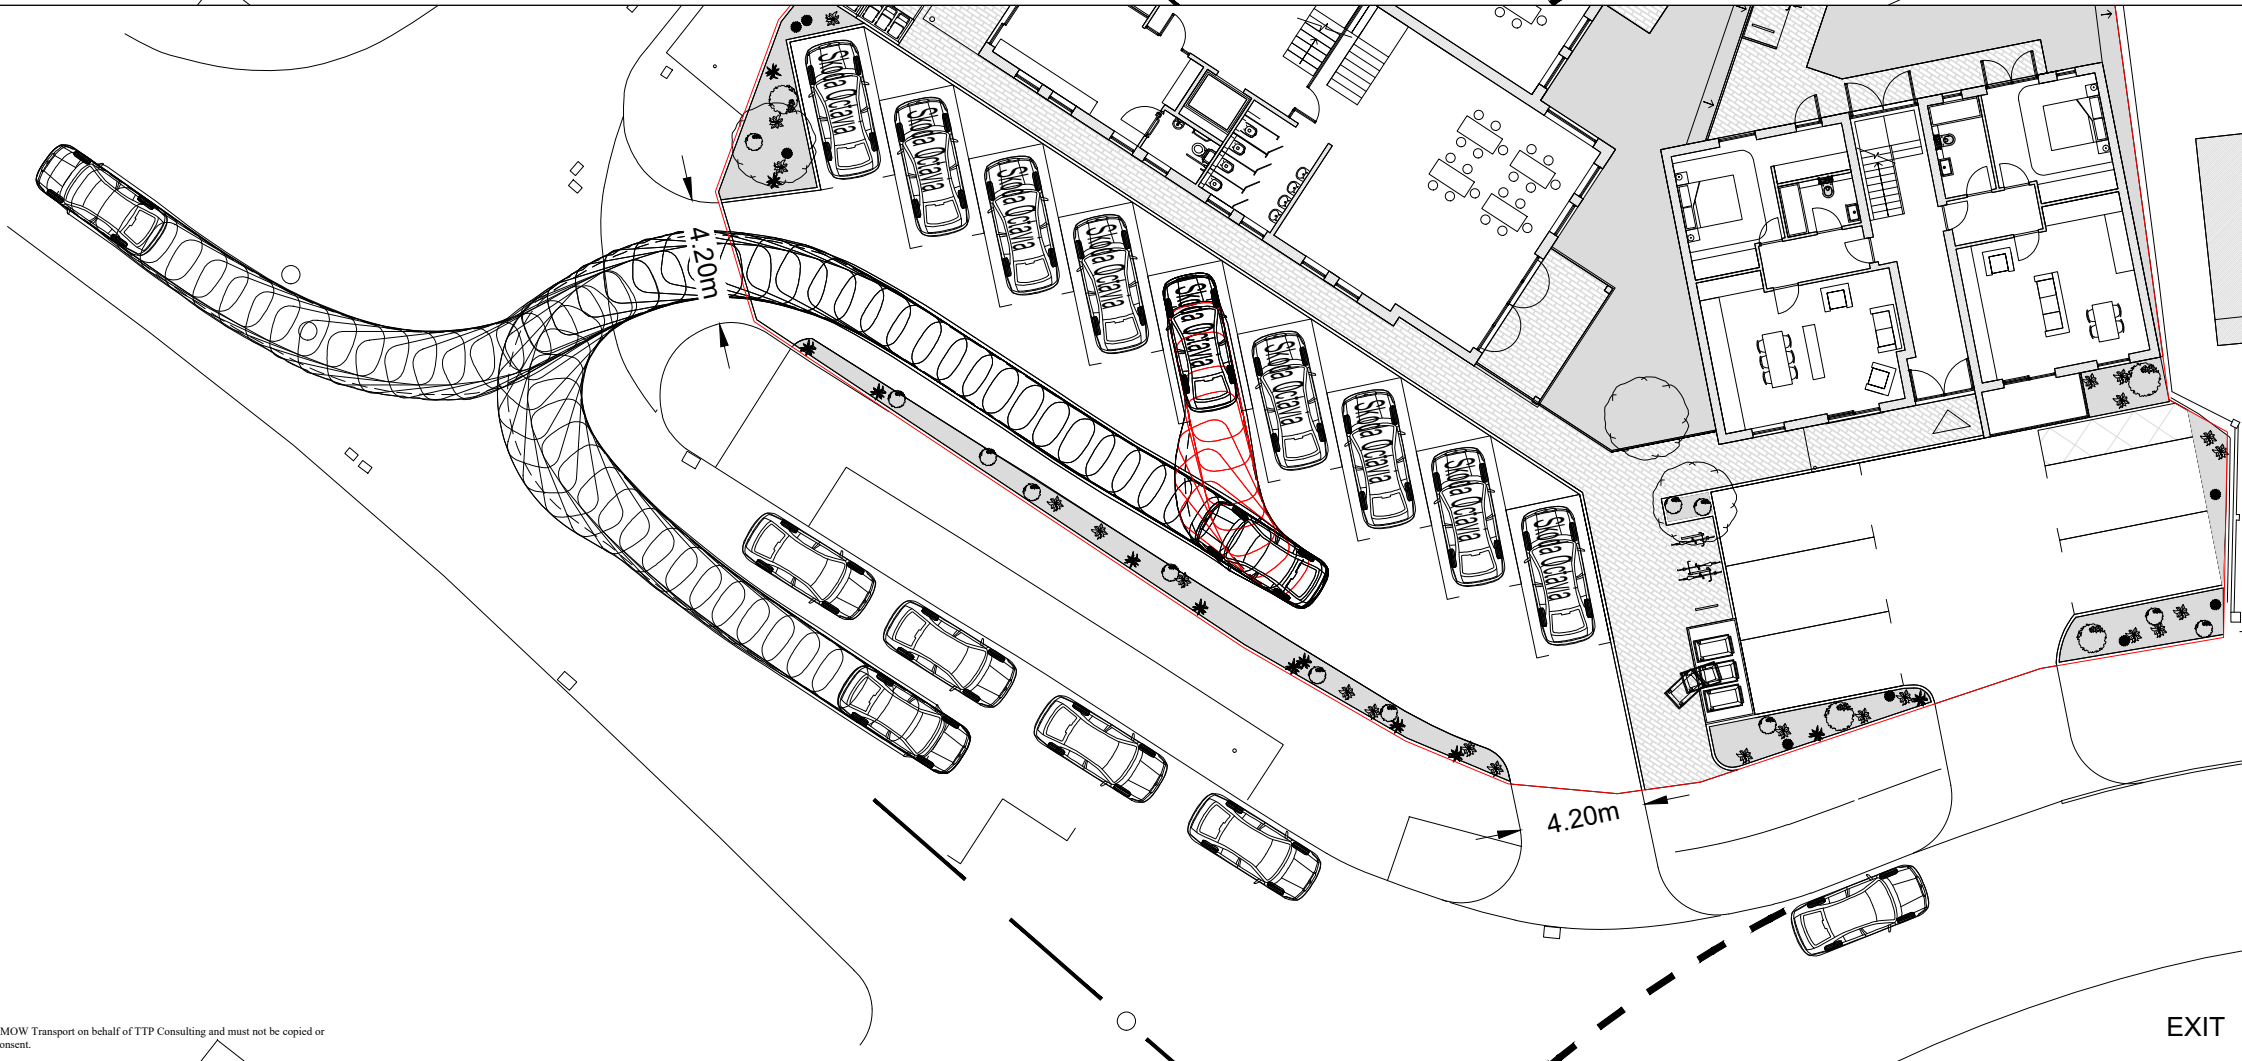 Skoda Octavia
Skoda Octavia
Skoda Octavia
Skoda Octavia
Skoda Octavia
Skoda Octavia
Skoda Octavia
Skoda Octavia
Skoda Octavia
4.20m
4.20m
EXIT
MOW Transport on behalf of TTP Consulting and must not be copied or
onsent.